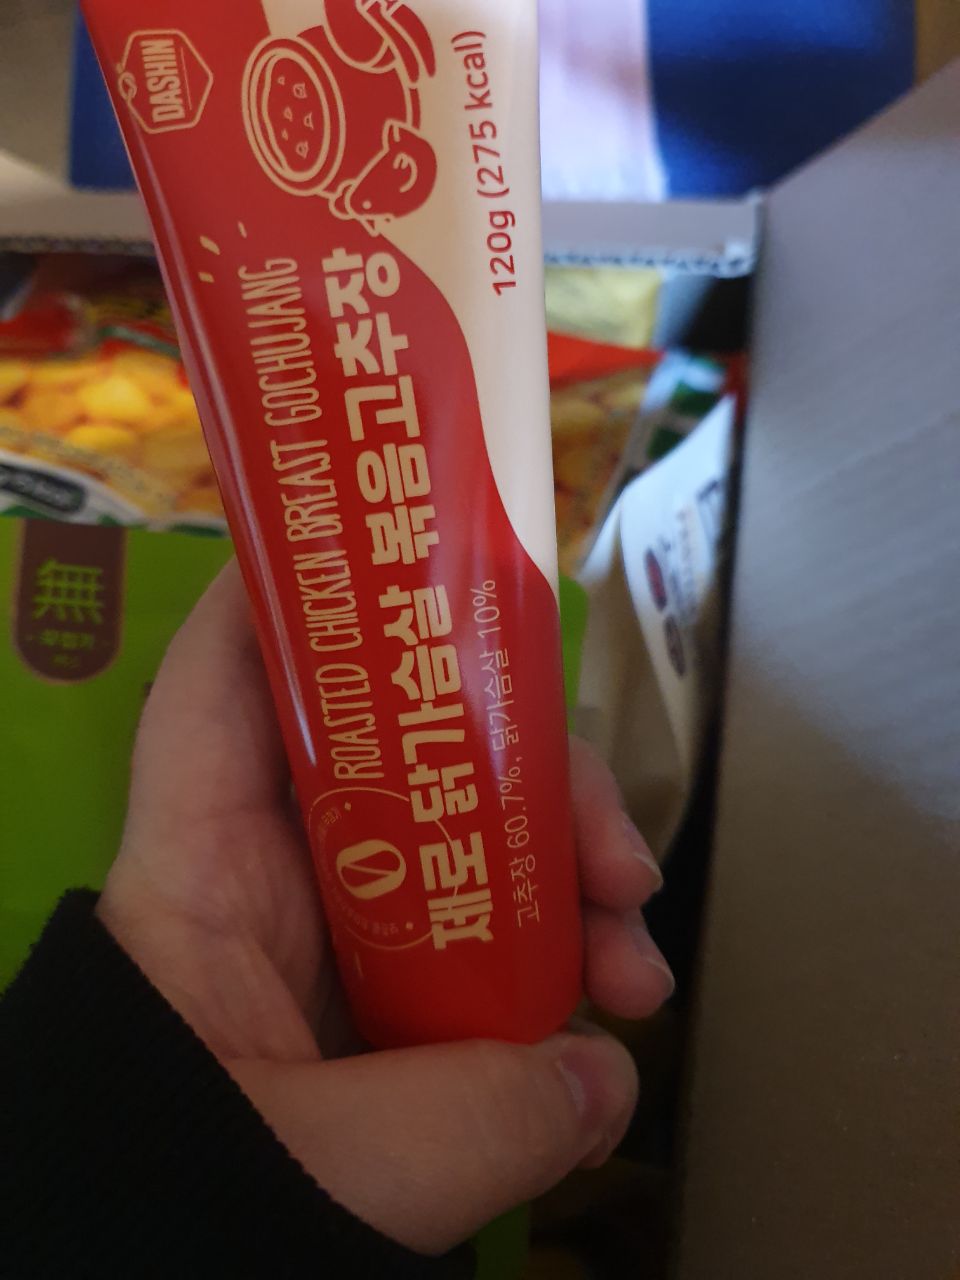 DASHIN
120g (275 kcal)
ROASTED CHICKEN BREAST GOCHUJANG
제로 닭가슴살 볶음고추장
고추장 60.7%, 닭가슴살 10%
0
無